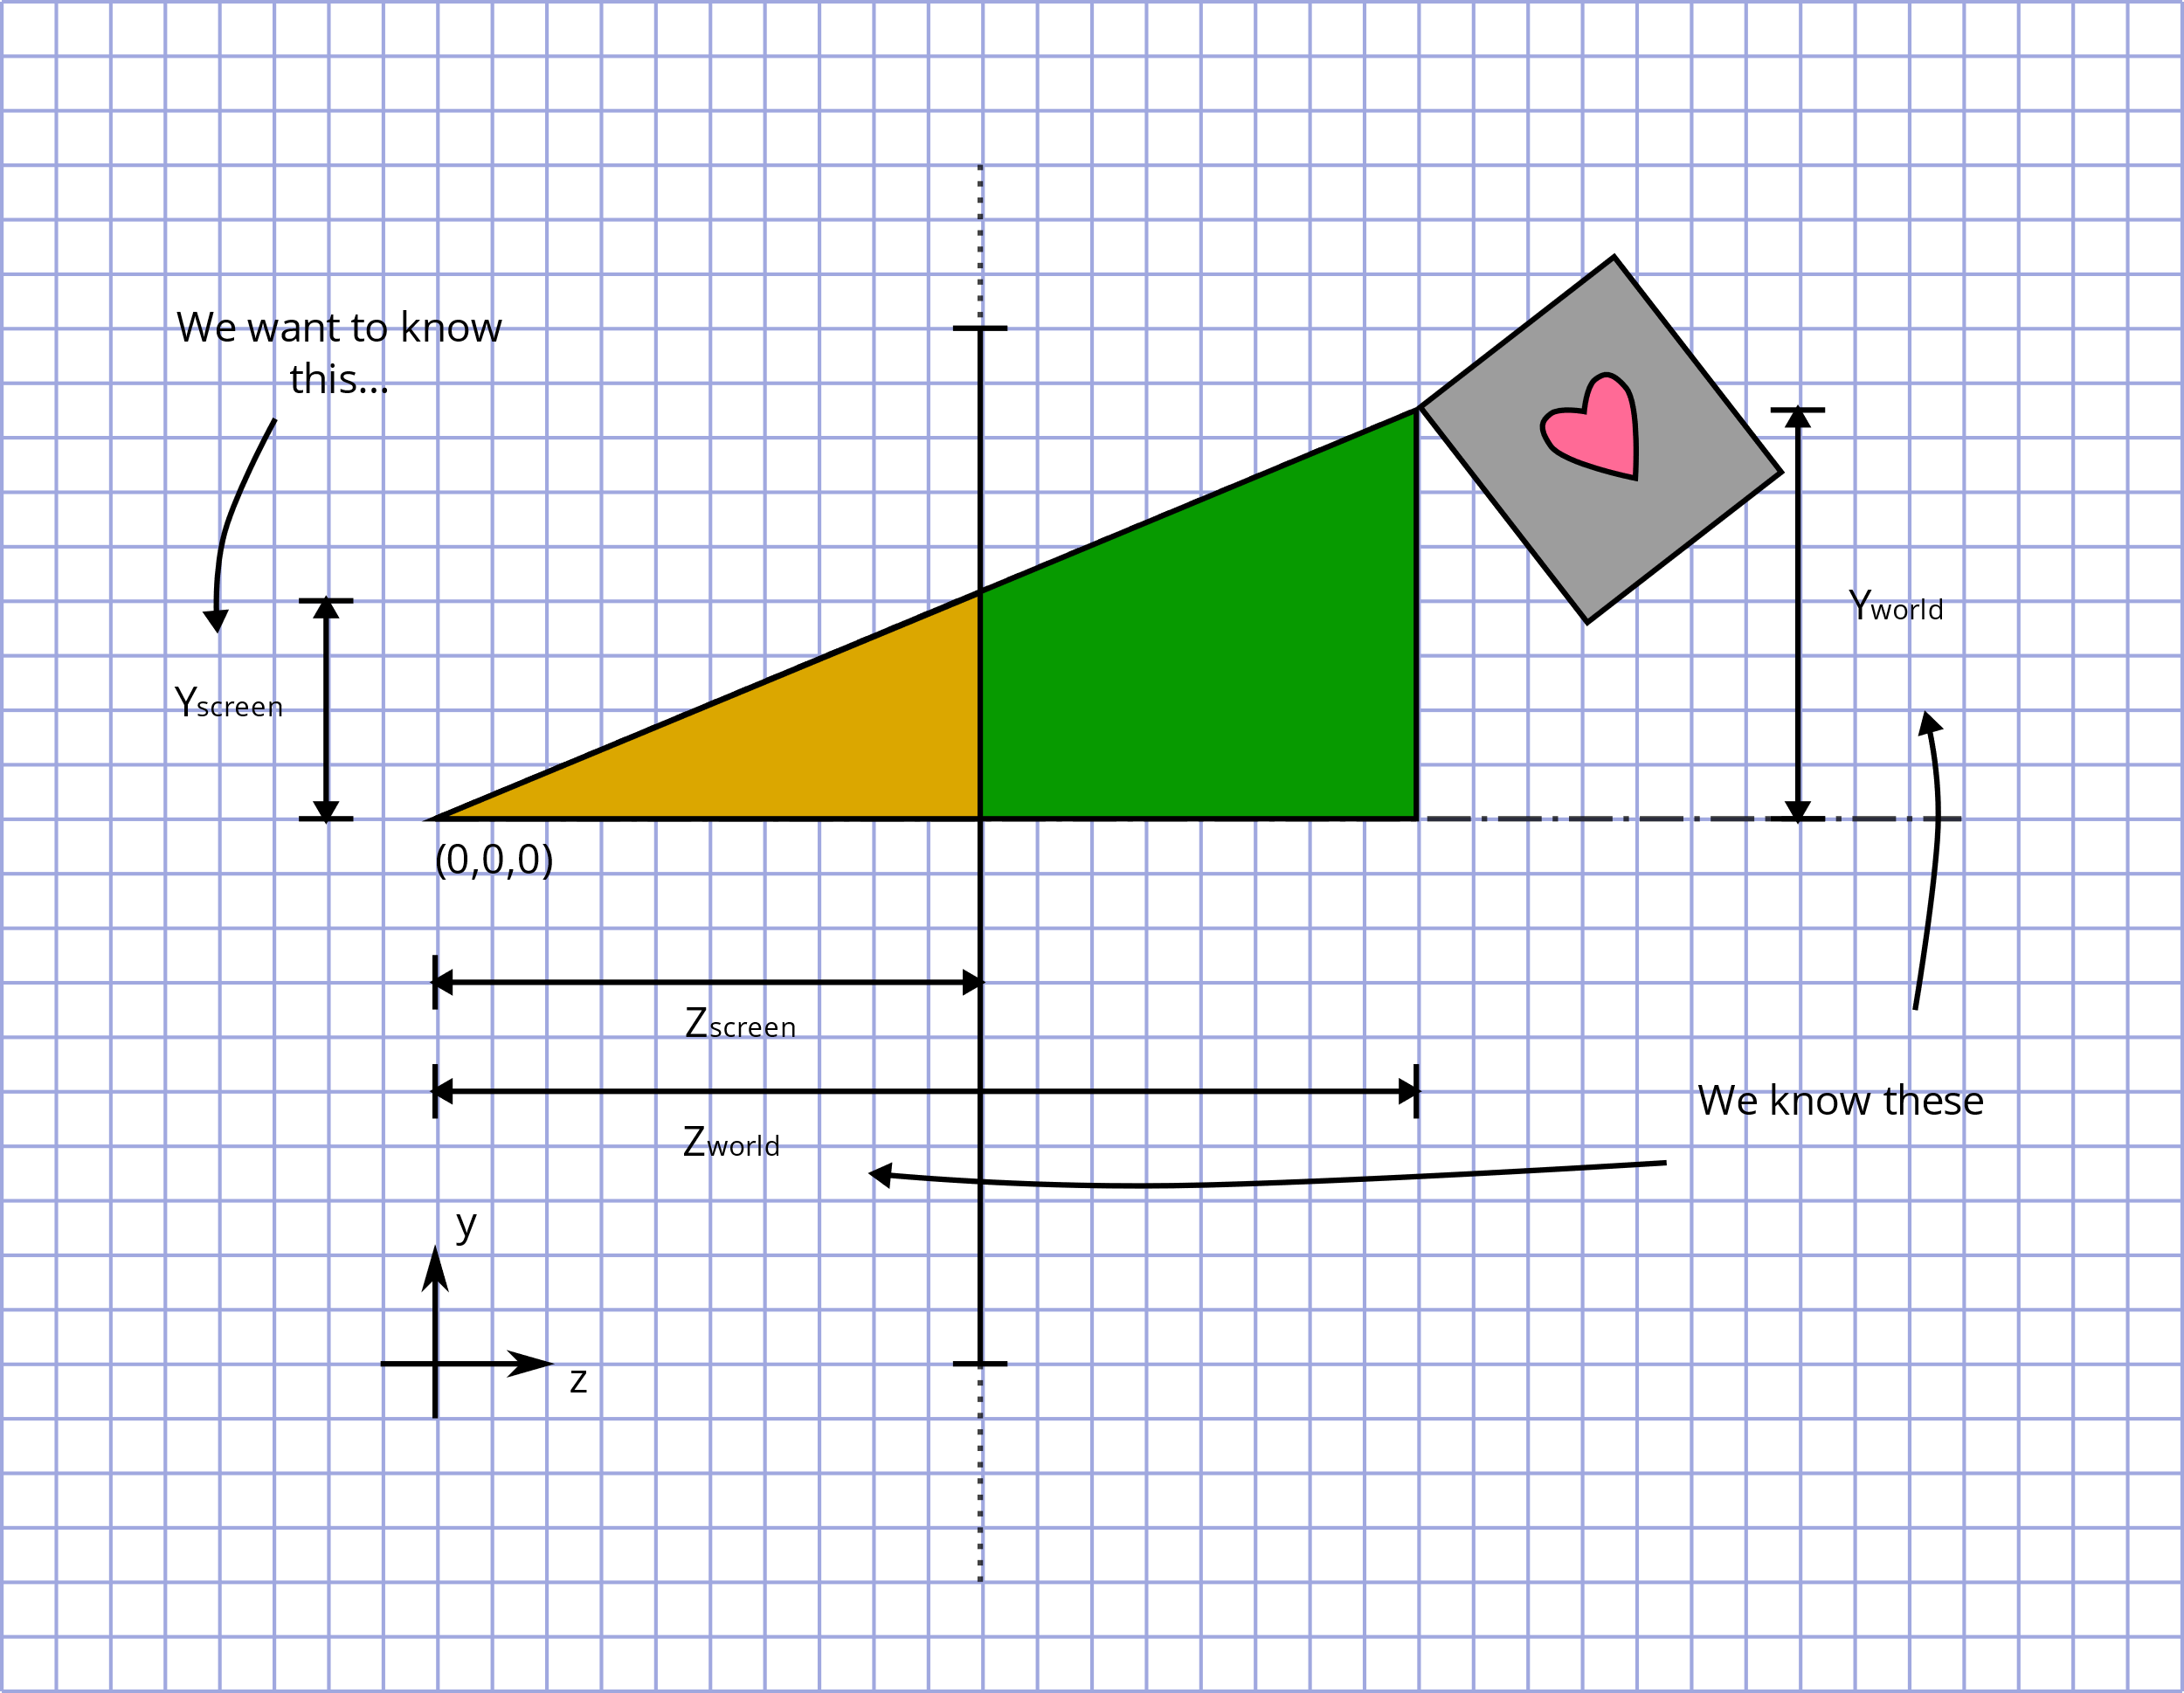 We want to know
this...
Yworld
Yscreen
(0,0,0)
Zscreen
We know these
Zworld
y
z